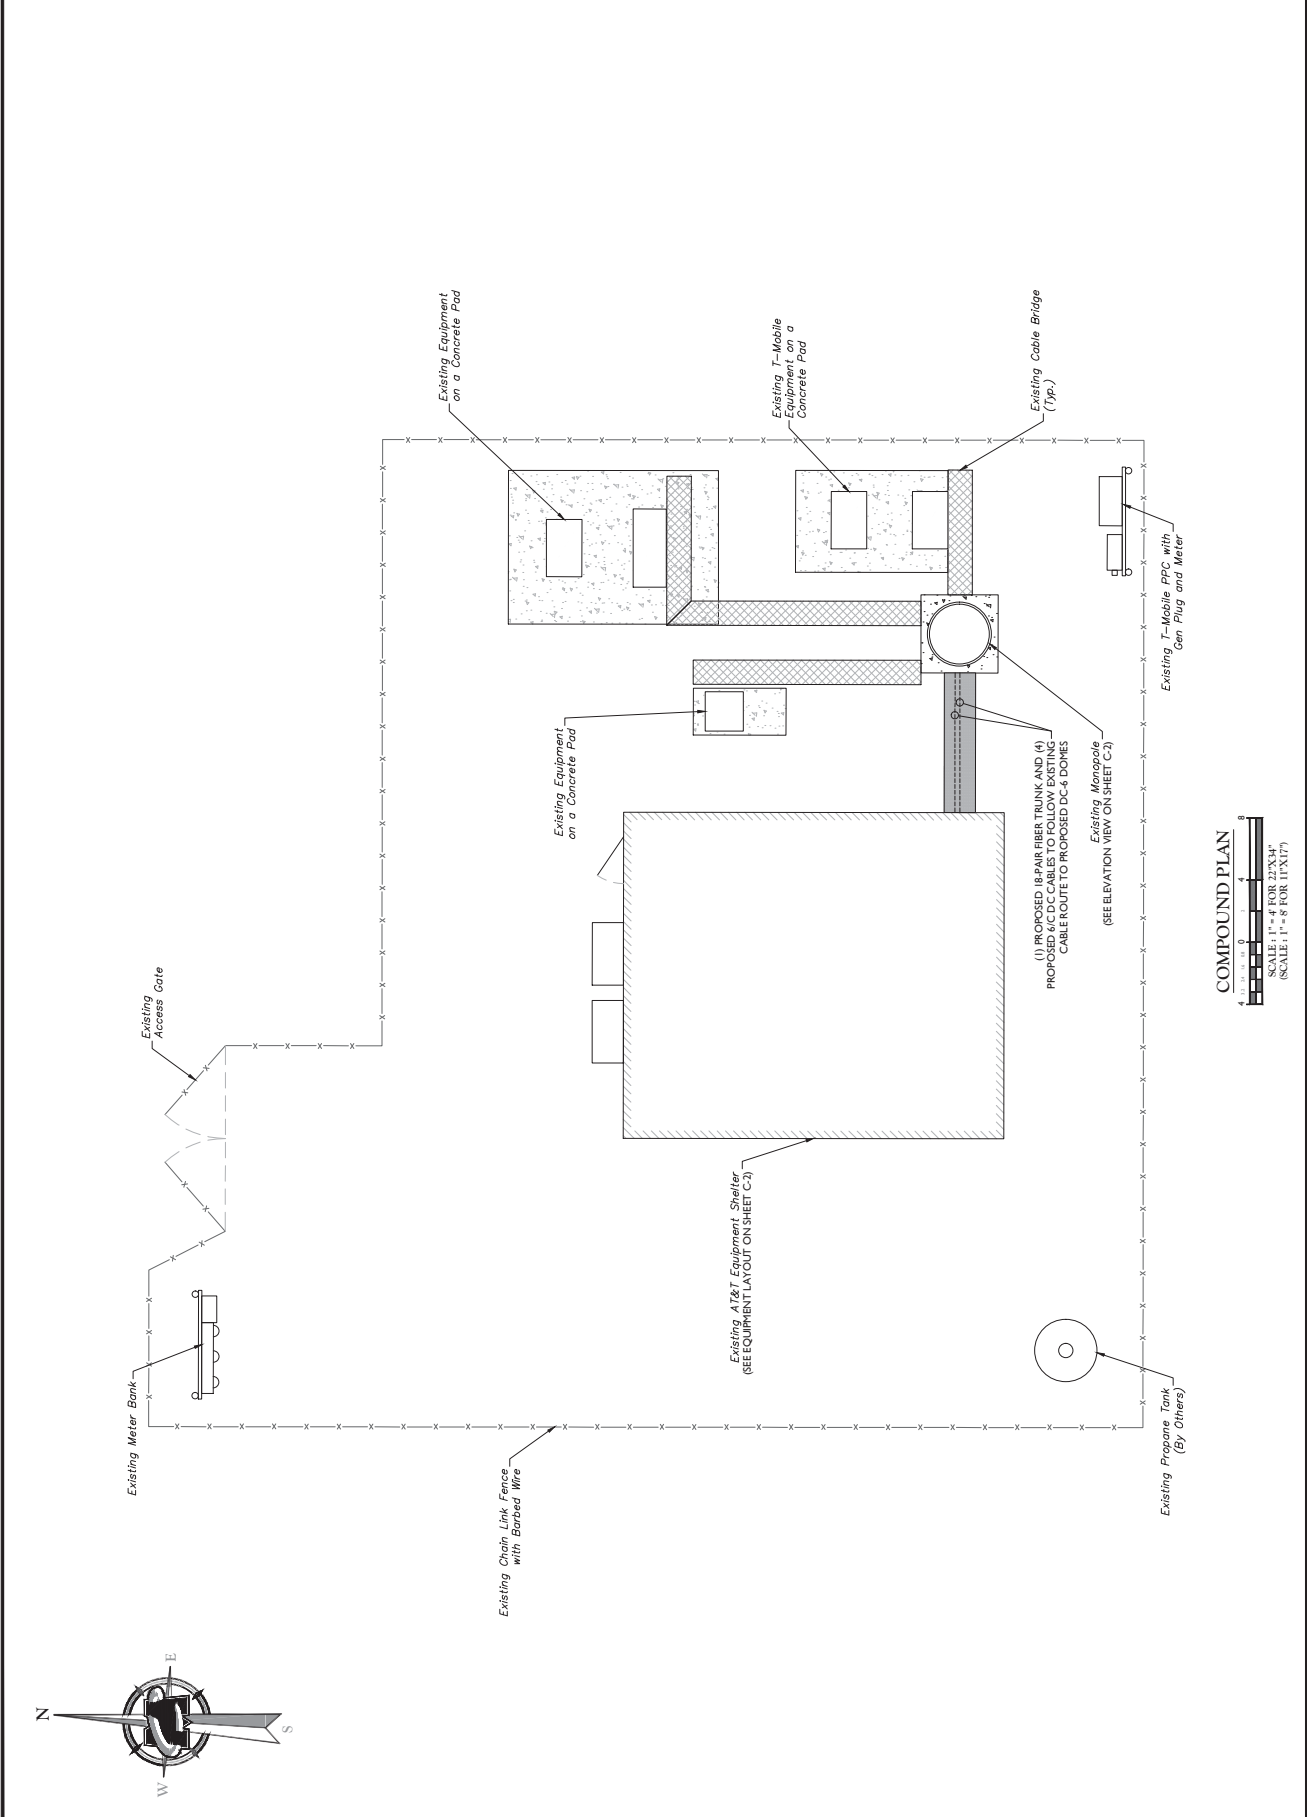 N
E
W
S
Existing Meter Bank
Existing
Access Gate
Existing Chain Link Fence
with Barbed Wire
Existing Equipment
on a Concrete Pad
Existing Equipment
on a Concrete Pad
Existing AT&T Equipment Shelter
(SEE EQUIPMENT LAYOUT ON SHEET C-2)
Existing T-Mobile
Equipment on a
Concrete Pad
Existing Cable Bridge
(Typ.)
(1) PROPOSED 18-PAIR FIBER TRUNK AND (4)
PROPOSED 6/C DC CABLES TO FOLLOW EXISTING
CABLE ROUTE TO PROPOSED DC-6 DOMES
Existing Monopole
(SEE ELEVATION VIEW ON SHEET C-2)
Existing Propane Tank
(By Others)
Existing T-Mobile PPC with
Gen Plug and Meter
COMPOUND PLAN
4 0 4 8
SCALE : 1" = 4' FOR 22"X34"
(SCALE : 1" = 8' FOR 11"X17")